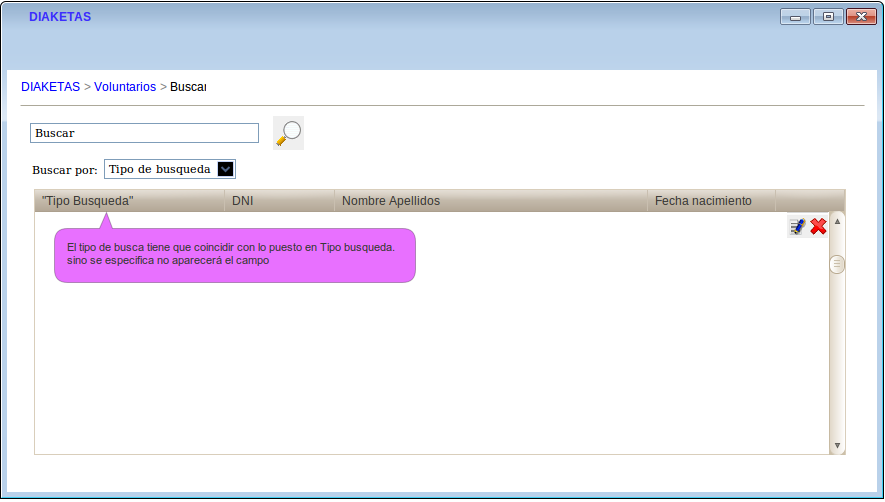 DIAKETAS
DIAKETAS > Voluntarios > Buscar
Buscar
Buscar por: Tipo de busqueda
"Tipo Busqueda" DNI Nombre Apellidos Fecha nacimiento
El tipo de busca tiene que coincidir con lo puesto en Tipo busqueda.
sino se especifica no aparecerá el campo